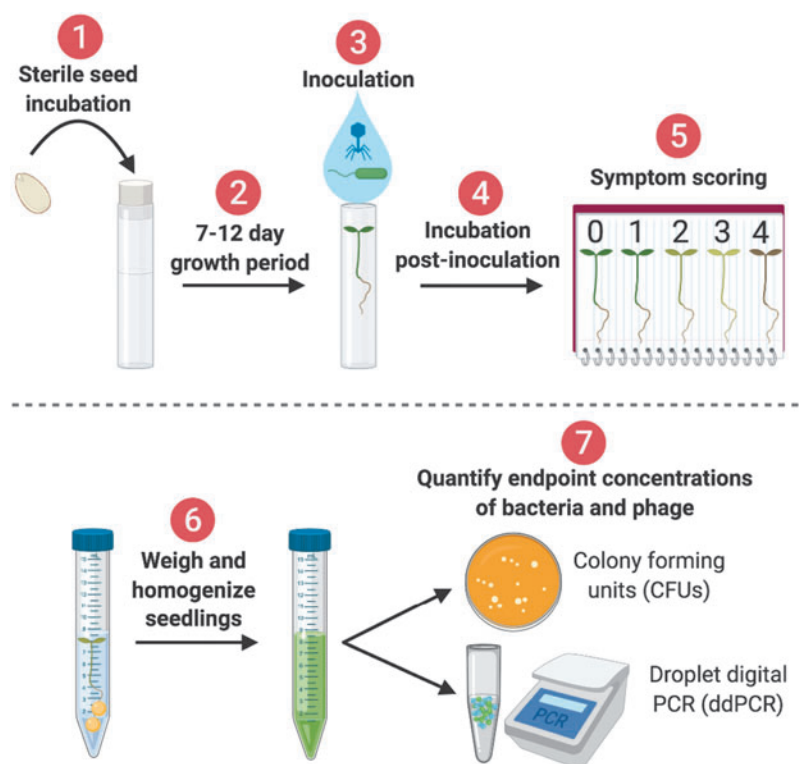 1
Sterile seed
incubation
2
7-12 day
growth period
3
Inoculation
4
Incubation
post-inoculation
5
Symptom scoring
0 1 2 3 4
6
Weigh and
homogenize
seedlings
7
Quantify endpoint concentrations
of bacteria and phage
Colony forming
units (CFUs)
Droplet digital
PCR (ddPCR)
PCR